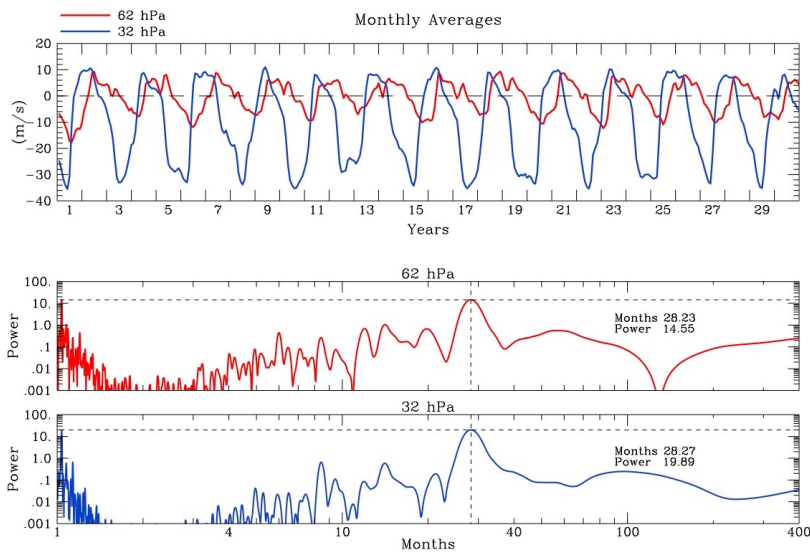 62 hPa
32 hPa
Monthly Averages
20
10
0
-10
-20
-30
-40
(m/s)
1 3 5 7 9 11 13 15 17 19 21 23 25 27 29
Years
62 hPa
100.
10.
1.0
.1
.01
.001
Power
Months 28.23
Power 14.55
32 hPa
100.
10.
1.0
.1
.01
.001
Power
Months 28.27
Power 19.89
1 4 10 40 100 400
Months